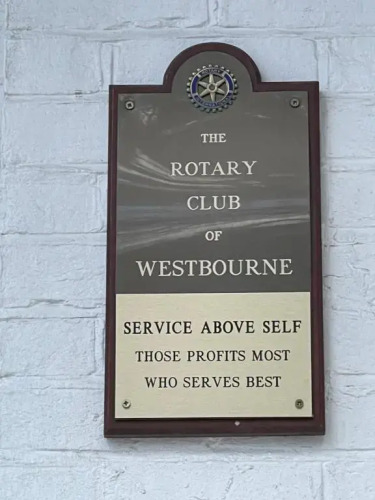 THE
ROTARY
CLUB
OF
WESTBOURNE
SERVICE ABOVE SELF
THOSE PROFITS MOST
WHO SERVES BEST